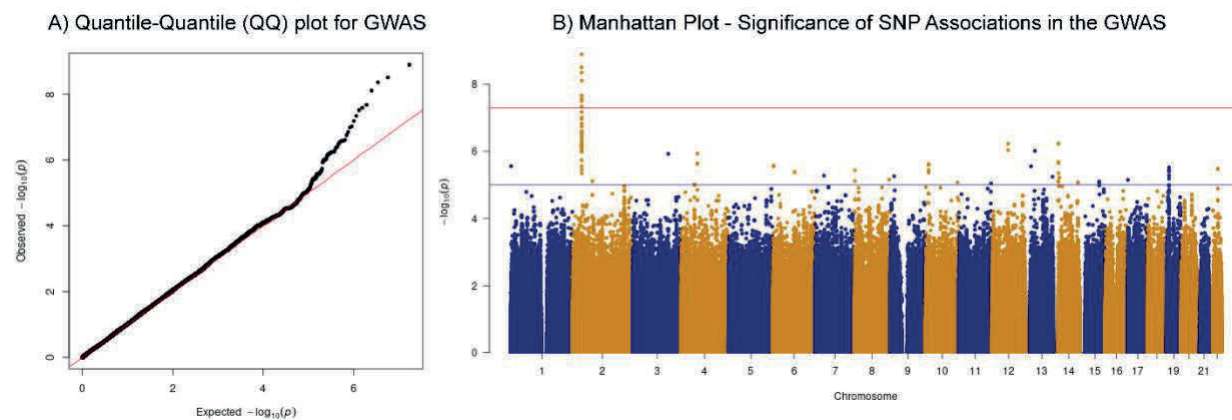 A) Quantile-Quantile (QQ) plot for GWAS
Observed −log₁₀(p)
8
6
4
2
0
0 2 4 6
Expected −log₁₀(p)
B) Manhattan Plot - Significance of SNP Associations in the GWAS
−log₁₀(p)
8
6
4
2
0
1 2 3 4 5 6 7 8 9 10 11 12 13 14 15 16 17 19 21
Chromosome